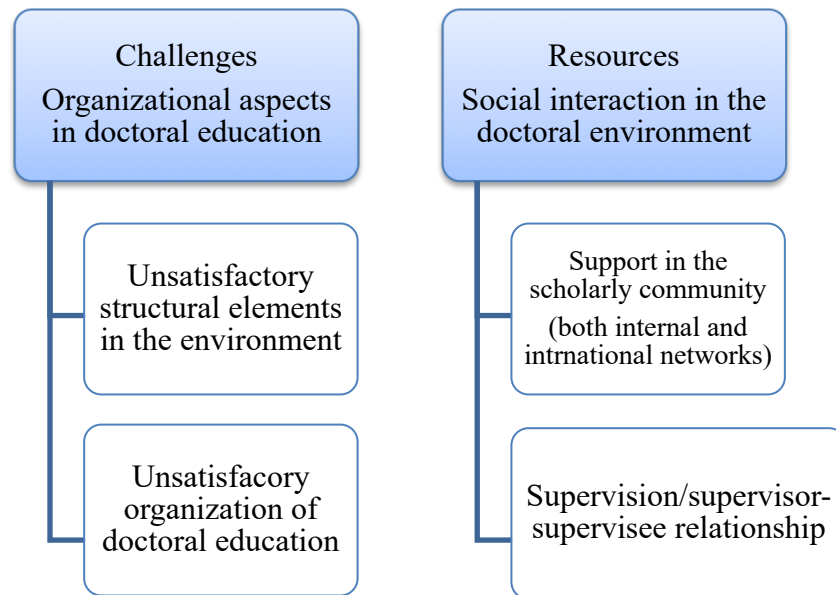 Challenges
Organizational aspects
in doctoral education
Unsatisfactory
structural elements
in the environment
Unsatisfacory
organization of
doctoral education
Resources
Social interaction in the
doctoral environment
Support in the
scholarly community
(both internal and
intrnational networks)
Supervision/supervisor-
supervisee relationship